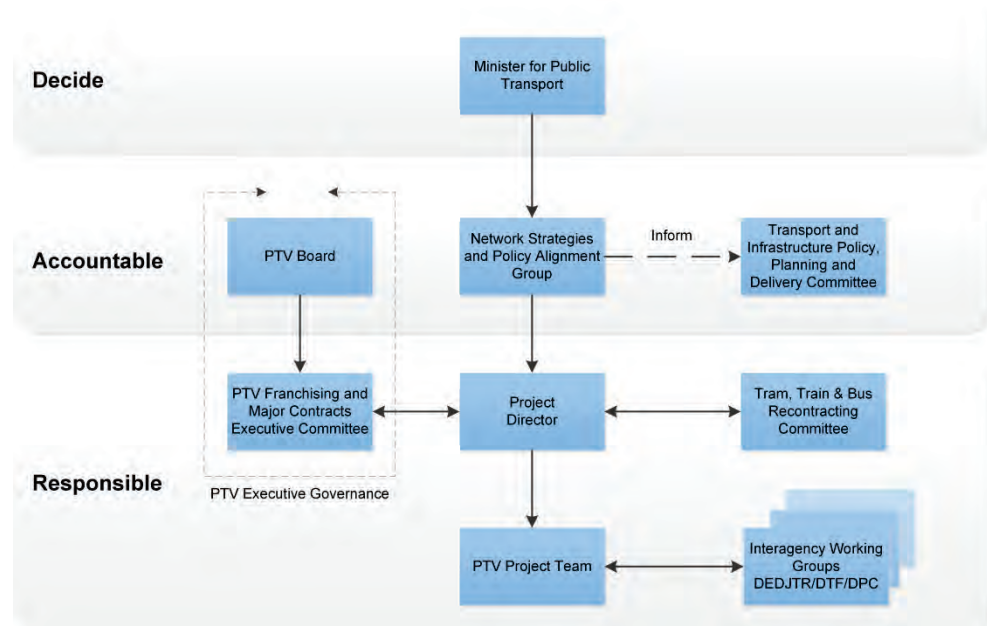 Decide
Minister for Public
Transport
Accountable
PTV Board
Network Strategies
and Policy Alignment
Group
Inform
Transport and
Infrastructure Policy,
Planning and
Delivery Committee
Responsible
PTV Franchising and
Major Contracts
Executive Committee
Project
Director
Tram, Train & Bus
Recontracting
Committee
PTV Executive Governance
PTV Project Team
Interagency Working
Groups
DEDJTR/DTF/DPC